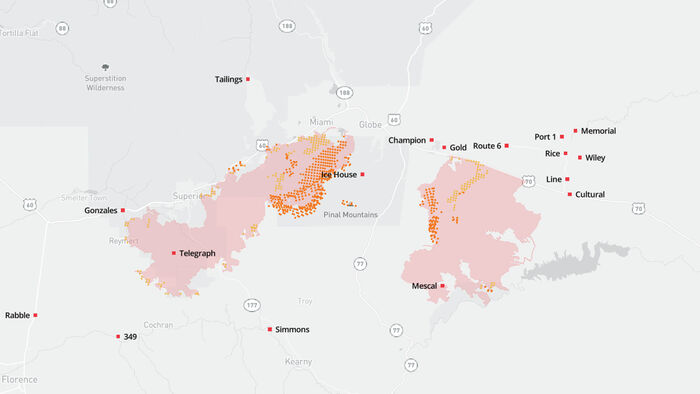 Tortilla Flat
88
188
60
Superstition
Wilderness
Tailings
188
Miami
Globe
60
60
Champion
Gold
Route 6
Port 1
Memorial
Rice
Wiley
Ice House
Line
Cultural
70
70
Smelter Town
Superior
60
Gonzales
Pinal Mountains
Reymert
Telegraph
77
Mescal
Troy
177
Rabble
349
Cochran
Simmons
77
Kearny
77
Florence